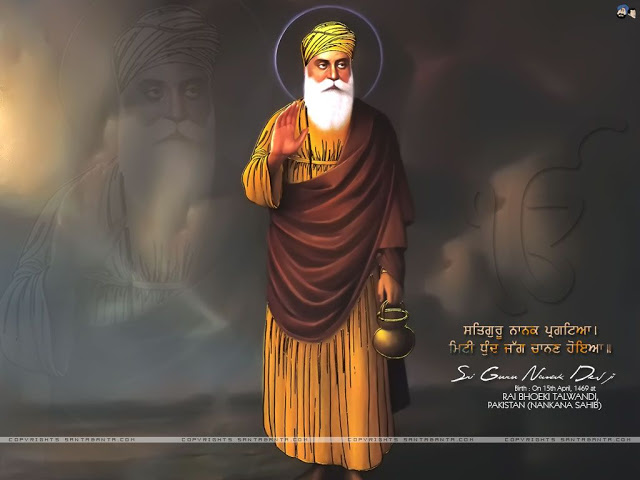 ੴ
ਸਤਿਗੁਰੂ ਨਾਨਕ ਪ੍ਰਗਟਿਆ।
ਮਿਟੀ ਧੁੰਦ ਜੱਗ ਚਾਨਣ ਹੋਇਆ॥
Sri Guru Nanak Dev ji
Birth : On 15th April, 1469 at
RAI BHOEKI TALWANDI,
PAKISTAN (NANKANA SAHIB)
COPYRIGHTS SANTABANTA.COM COPYRIGHTS SANTABANTA.COM COPYRIGHTS SANTABANTA.COM COPYRIGHTS SANTABANTA.COM